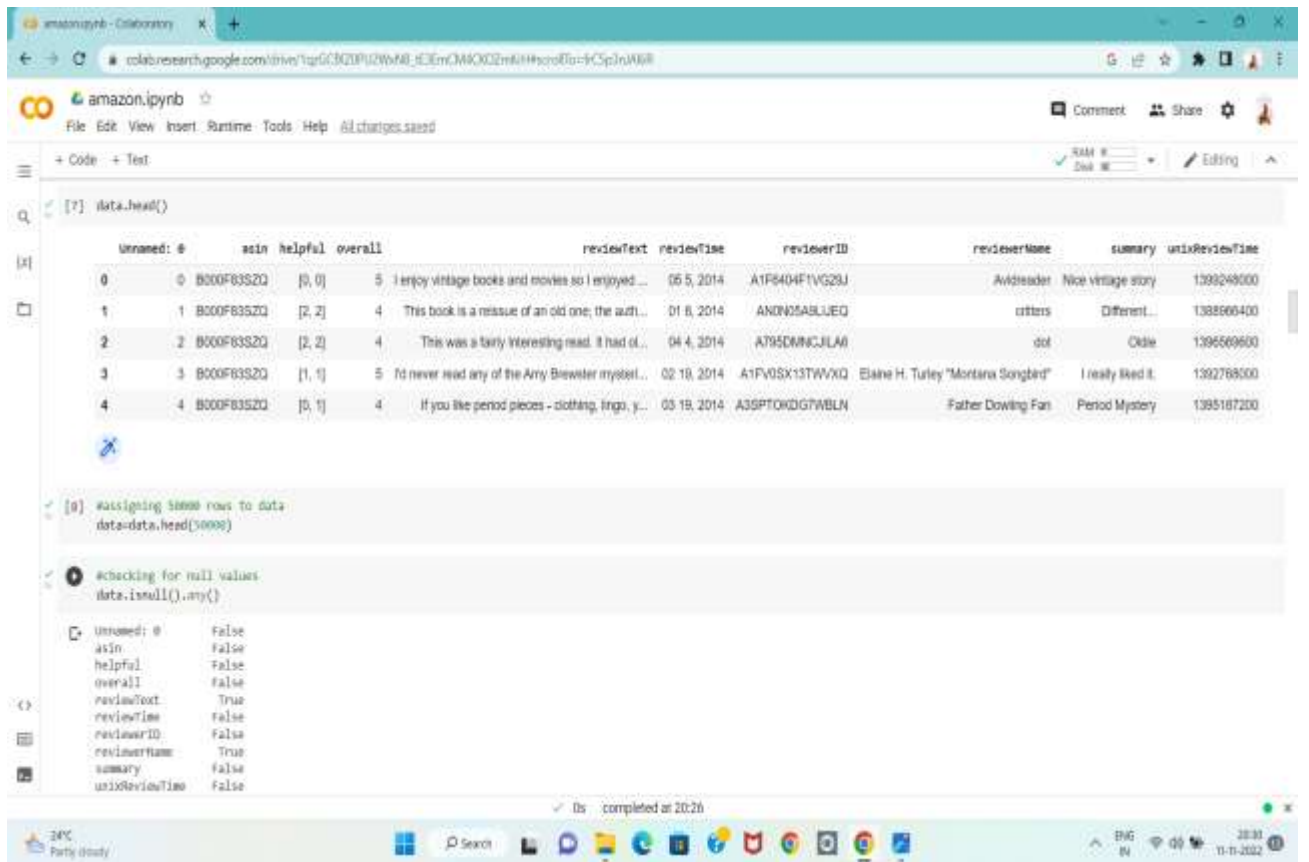 amazon.ipynb - Colaboratory
colab.research.google.com/drive/
amazon.ipynb
Comment Share
File Edit View Insert Runtime Tools Help All changes saved
+ Code + Text
RAM
Disk
Editing
[7] data.head()
Unnamed: 0 asin helpful overall reviewText reviewTime reviewerID reviewerName summary unixReviewTime
0 0 B000F83SZQ [0, 0] 5 I enjoy vintage books and movies so I enjoyed ... 05 5, 2014 A1F6404F1VG29J Avidreader Nice vintage story 1399248000
1 1 B000F83SZQ [2, 2] 4 This book is a reissue of an old one; the auth... 01 6, 2014 AN0N05A9LIJEQ critters Different... 1388966400
2 2 B000F83SZQ [2, 2] 4 This was a fairly interesting read. It had ol... 04 4, 2014 A795DMNCJILA6 dot Oldie 1396569600
3 3 B000F83SZQ [1, 1] 5 I'd never read any of the Amy Brewster mysteri... 02 19, 2014 A1FV0SX13TWVXQ Elaine H. Turley "Montana Songbird" I really liked it. 1392768000
4 4 B000F83SZQ [0, 1] 4 If you like period pieces - clothing, lingo, y... 03 19, 2014 A3SPTOKDG7WBLN Father Dowling Fan Period Mystery 1395187200
#assigning 50000 rows to data
data=data.head(50000)
#checking for null values
data.isnull().any()
Unnamed: 0 False
asin False
helpful False
overall False
reviewText True
reviewTime False
reviewerID False
reviewerName True
summary False
unixReviewTime False
0s completed at 20:26
24°C
Partly cloudy
Search
ENG
IN
11-11-2022